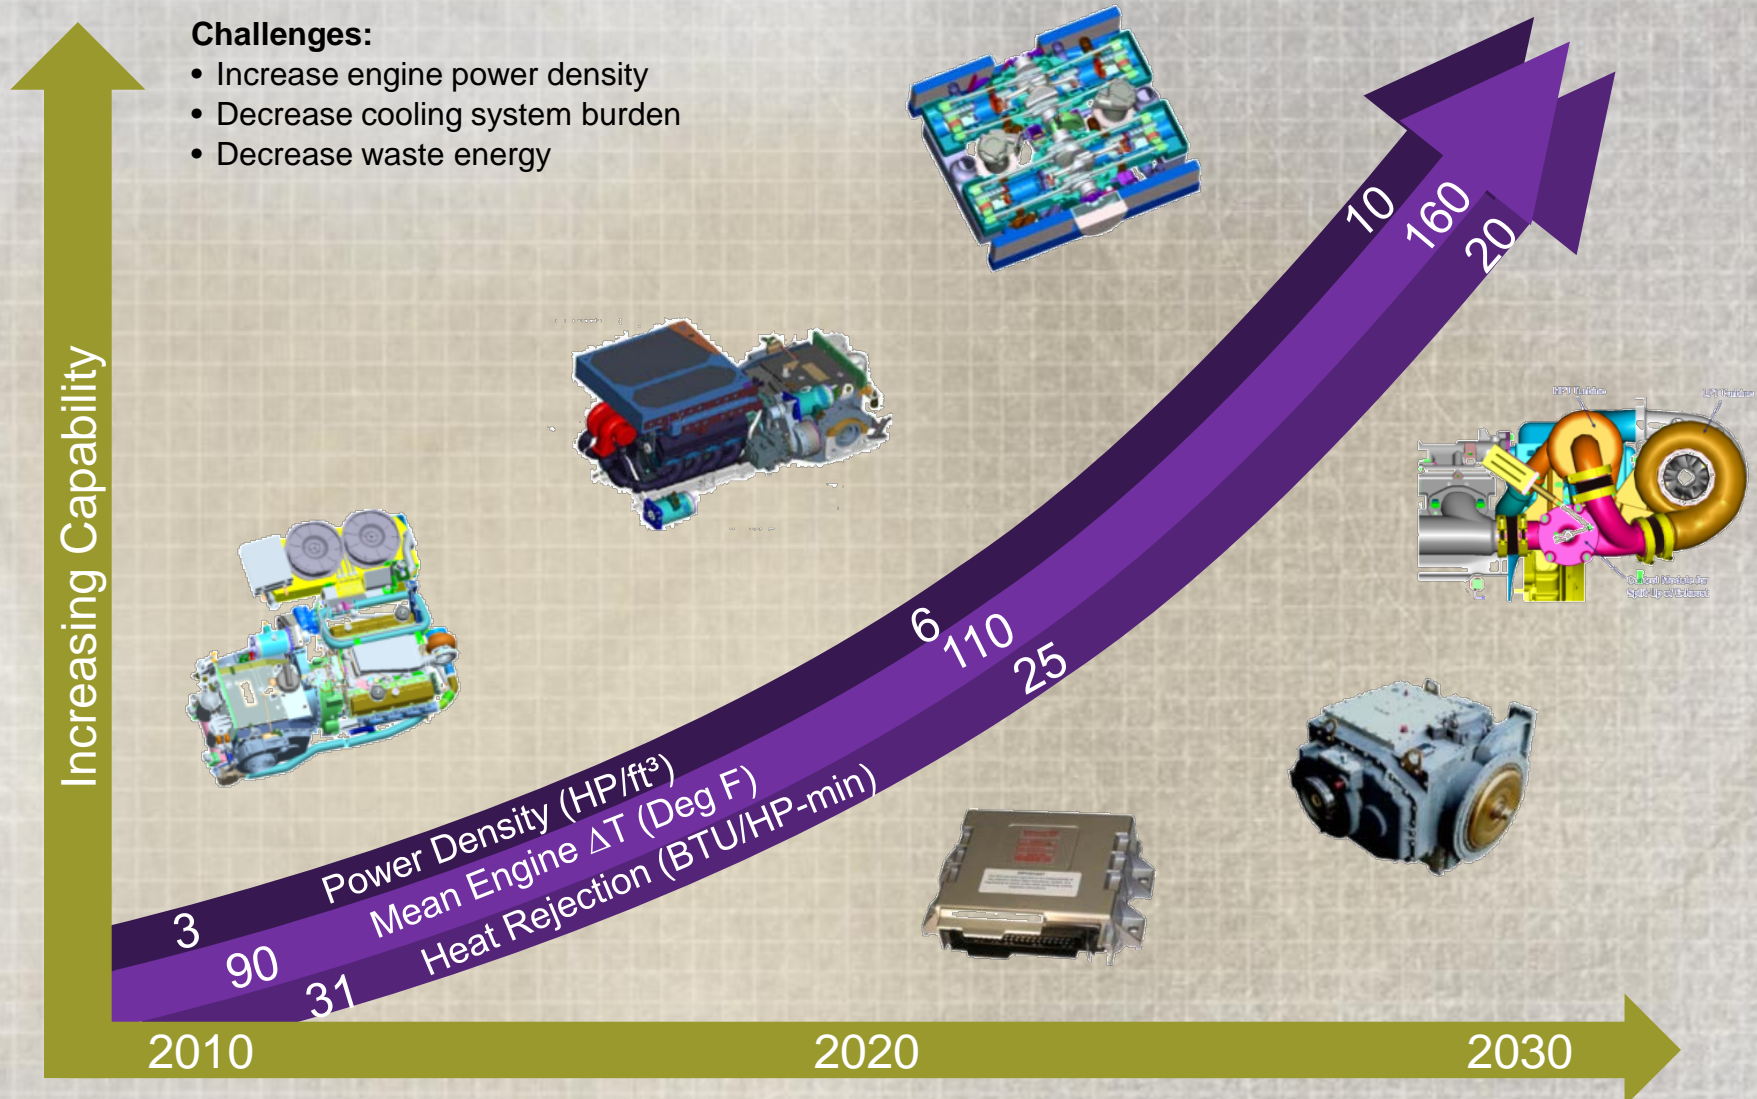 Challenges:
• Increase engine power density
• Decrease cooling system burden
• Decrease waste energy
Increasing Capability
10
160
20
6
110
25
Power Density (HP/ft³)
Mean Engine ΔT (Deg F)
Heat Rejection (BTU/HP-min)
3
90
31
2010
2020
2030